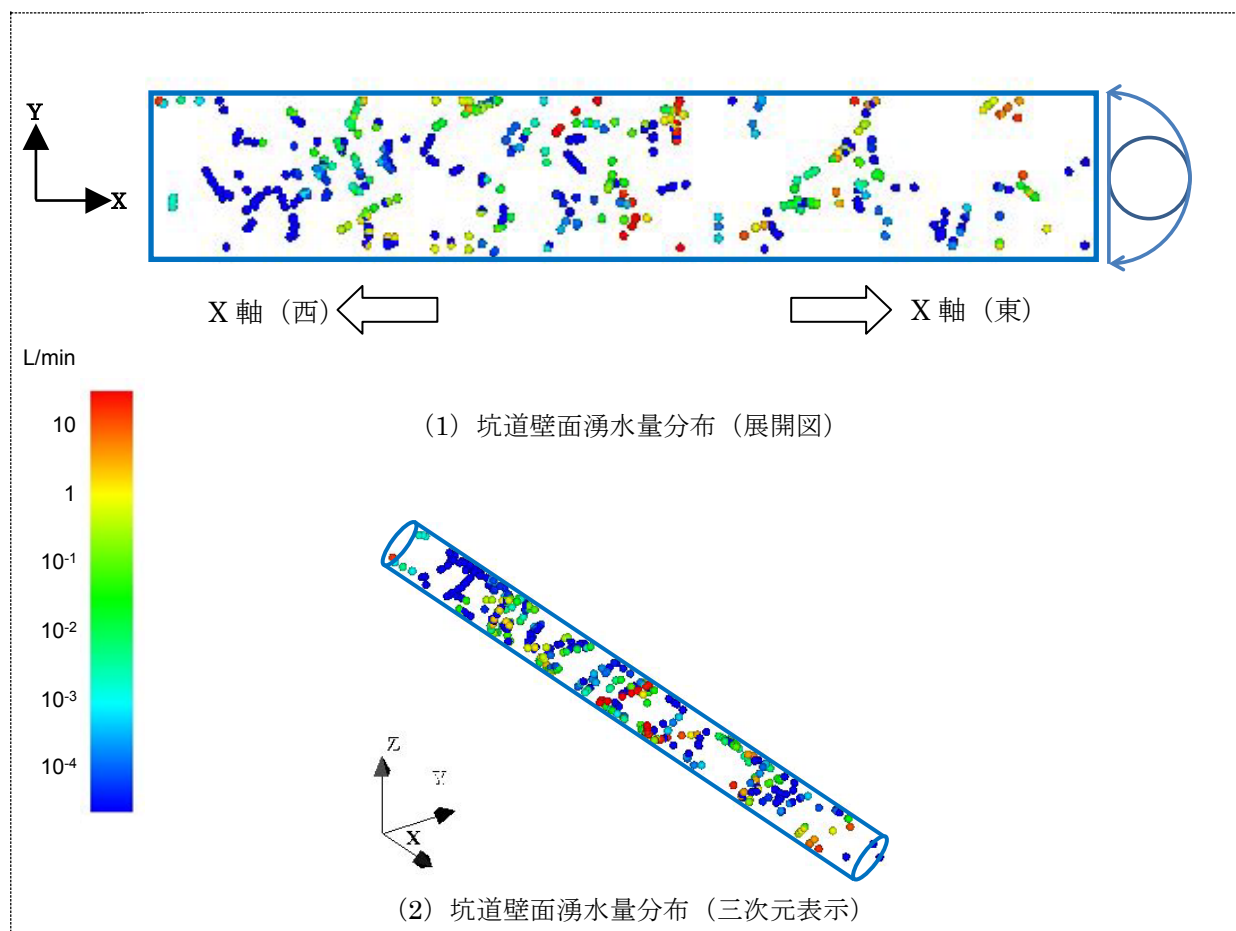 Y
X
X 軸（西）
X 軸（東）
L/min
10
1
10-1
10-2
10-3
10-4
（1）坑道壁面湧水量分布（展開図）
Z
Y
X
（2）坑道壁面湧水量分布（三次元表示）